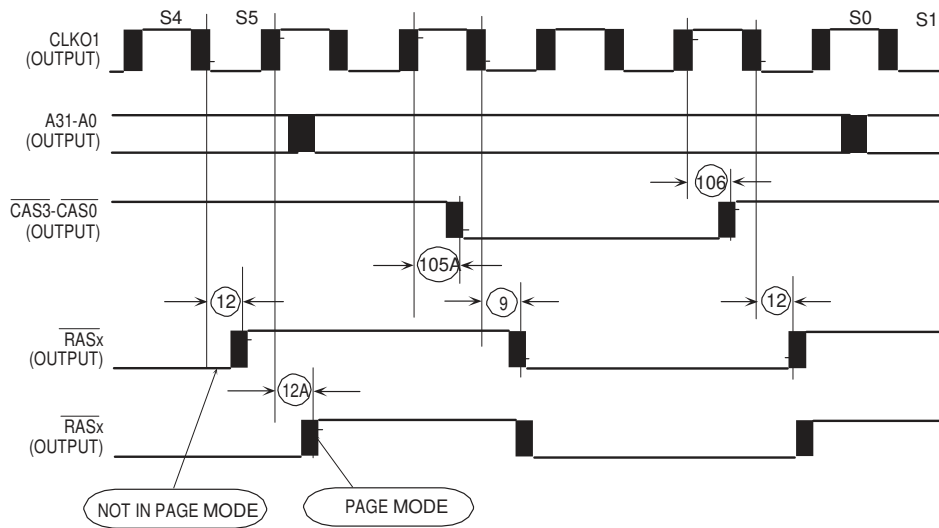 S4 S5 S0 S1
CLKO1
(OUTPUT)
A31-A0
(OUTPUT)
106
CAS3-CAS0
(OUTPUT)
105A
12 9 12
RASx
(OUTPUT)
12A
RASx
(OUTPUT)
NOT IN PAGE MODE PAGE MODE